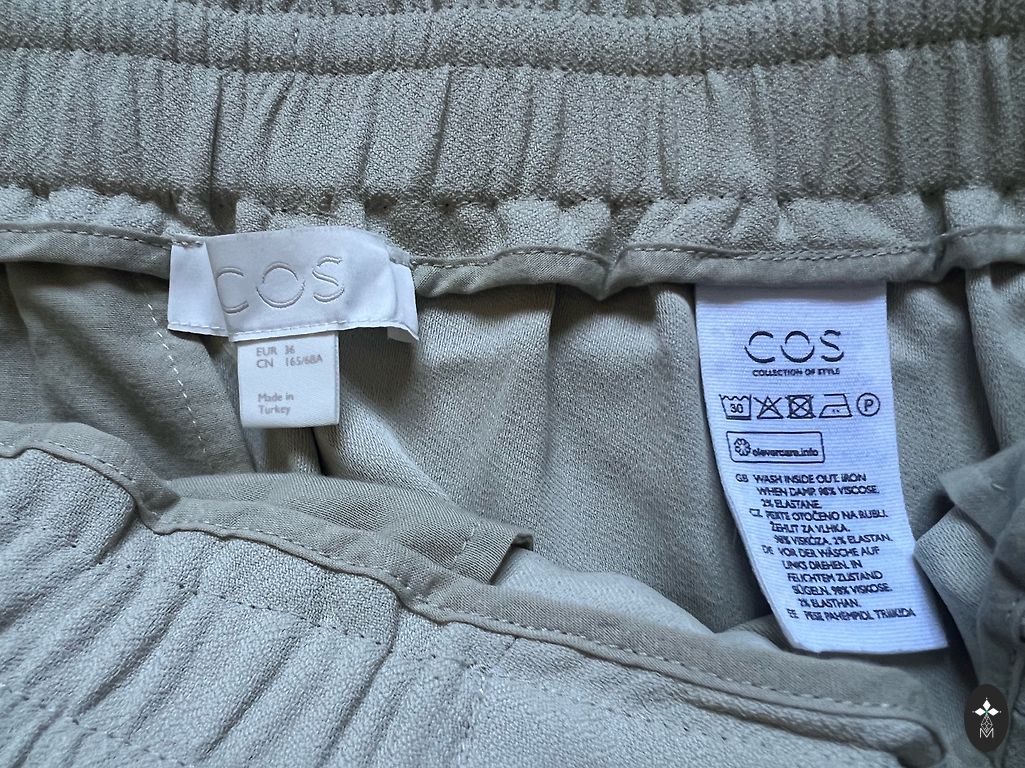 COS
EUR 36
CN 165/68A
Made in
Turkey
COS
COLLECTION OF STYLE
30
P
clevercare.info
GB WASH INSIDE OUT. IRON
WHEN DAMP. 98% VISCOSE,
2% ELASTANE.
CZ PERTE OTOČENO NA RUBU.
ŽEHLIT ZA VLHKA.
98% VISKÓZA, 2% ELASTAN.
DE VOR DER WÄSCHE AUF
LINKS DREHEN. IN
FEUCHTEM ZUSTAND
BÜGELN. 98% VISKOSE,
2% ELASTHAN.
EE PESE PAHEMPIDI. TRIIKIDA
M